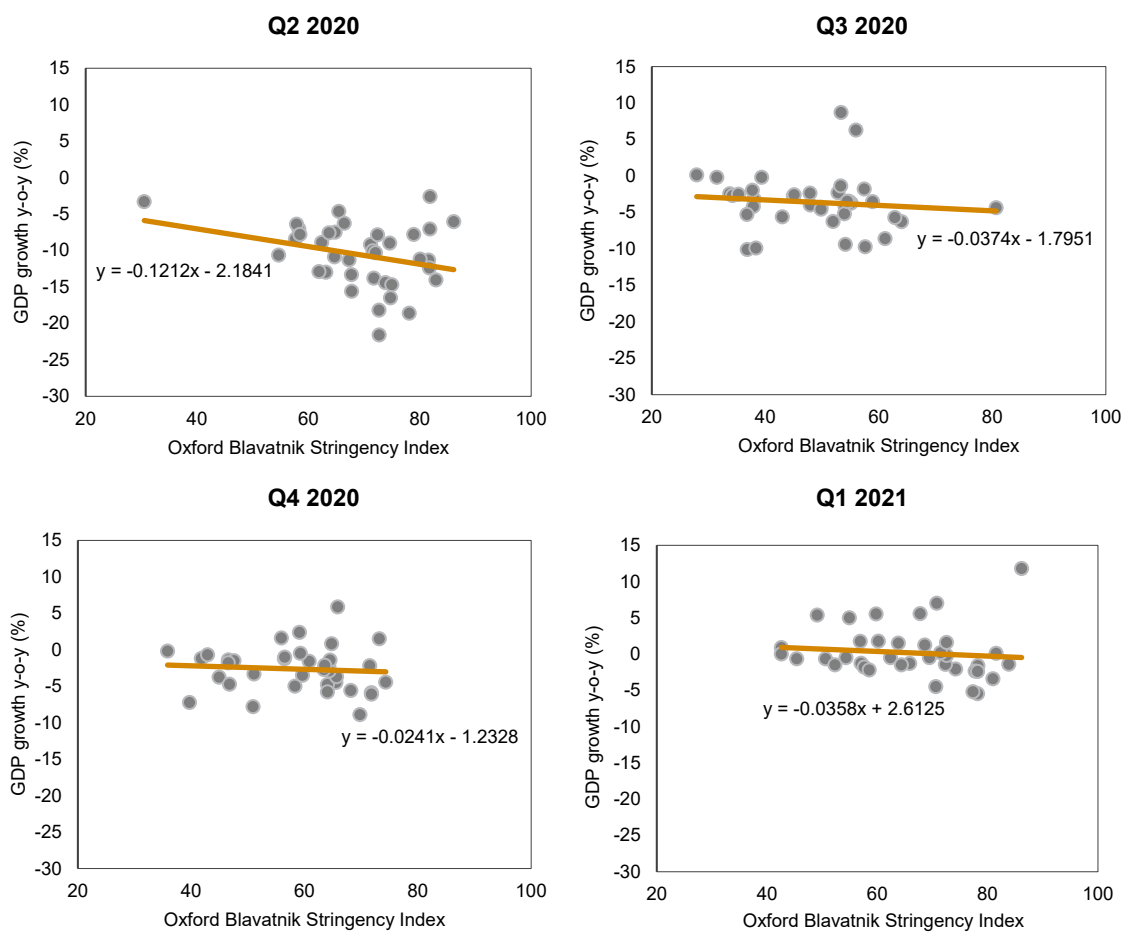 Q2 2020
15
10
5
0
-5
-10
-15
-20
-25
-30
GDP growth y-o-y (%)
y = -0.1212x - 2.1841
20 40 60 80 100
Oxford Blavatnik Stringency Index
Q3 2020
15
10
5
0
-5
-10
-15
-20
-25
-30
GDP growth y-o-y (%)
y = -0.0374x - 1.7951
20 40 60 80 100
Oxford Blavatnik Stringency Index
Q4 2020
15
10
5
0
-5
-10
-15
-20
-25
-30
GDP growth y-o-y (%)
y = -0.0241x - 1.2328
20 40 60 80 100
Oxford Blavatnik Stringency Index
Q1 2021
15
10
5
0
-5
-10
-15
-20
-25
-30
GDP growth y-o-y (%)
y = -0.0358x + 2.6125
20 40 60 80 100
Oxford Blavatnik Stringency Index